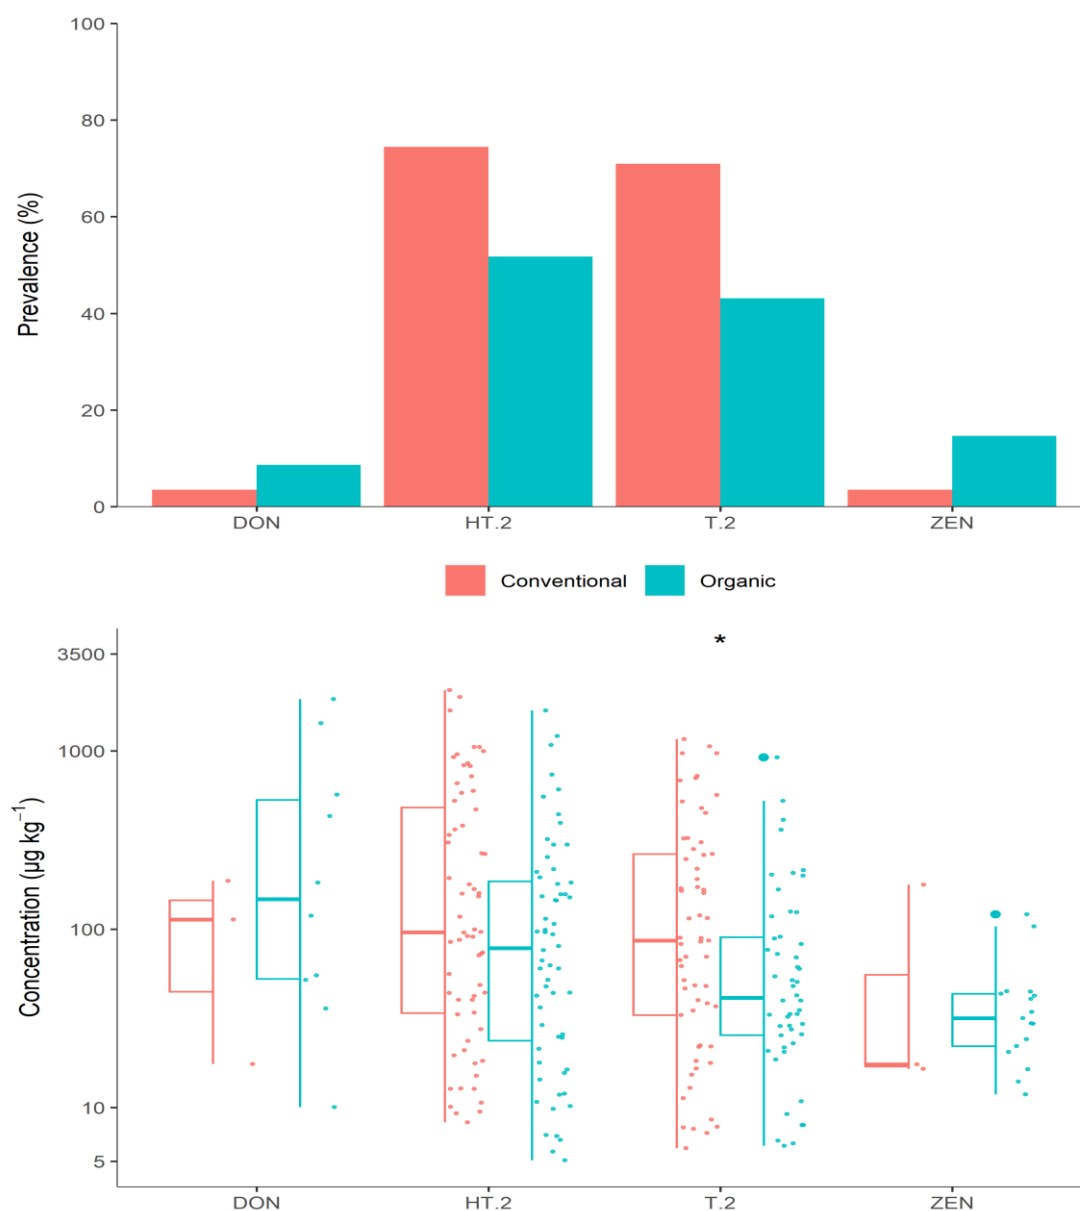 100
80
60
40
20
0
Prevalence (%)
DON HT.2 T.2 ZEN
Conventional Organic
*
3500
1000
100
10
5
Concentration (µg kg⁻¹)
DON HT.2 T.2 ZEN